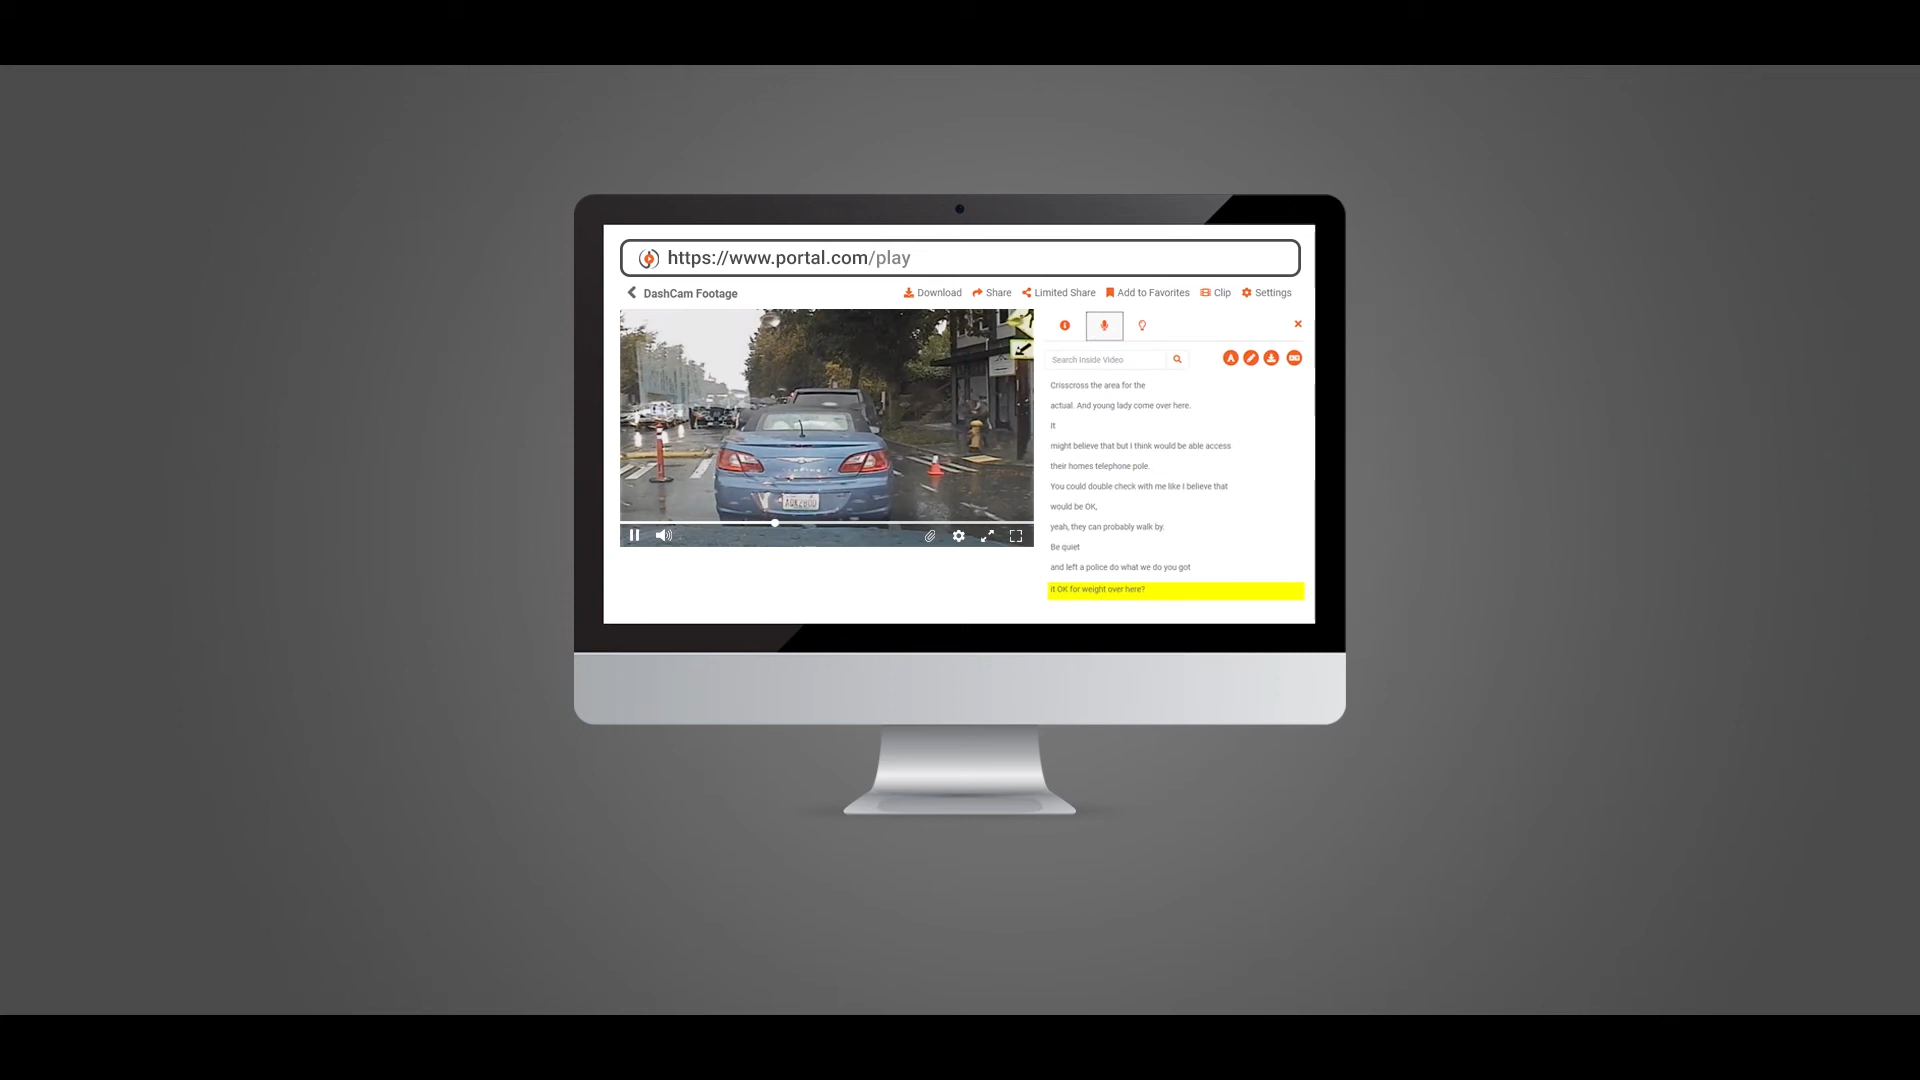 https://www.portal.com/play
DashCam Footage
Download Share Limited Share Add to Favorites Clip Settings
Search Inside Video
Crisscross the area for the
actual. And young lady come over here.
It
might believe that but I think would be able access
their homes telephone pole.
You could double check with me like I believe that
would be OK,
yeah, they can probably walk by.
Be quiet
and left a police do what we do you got
it OK for weight over here?